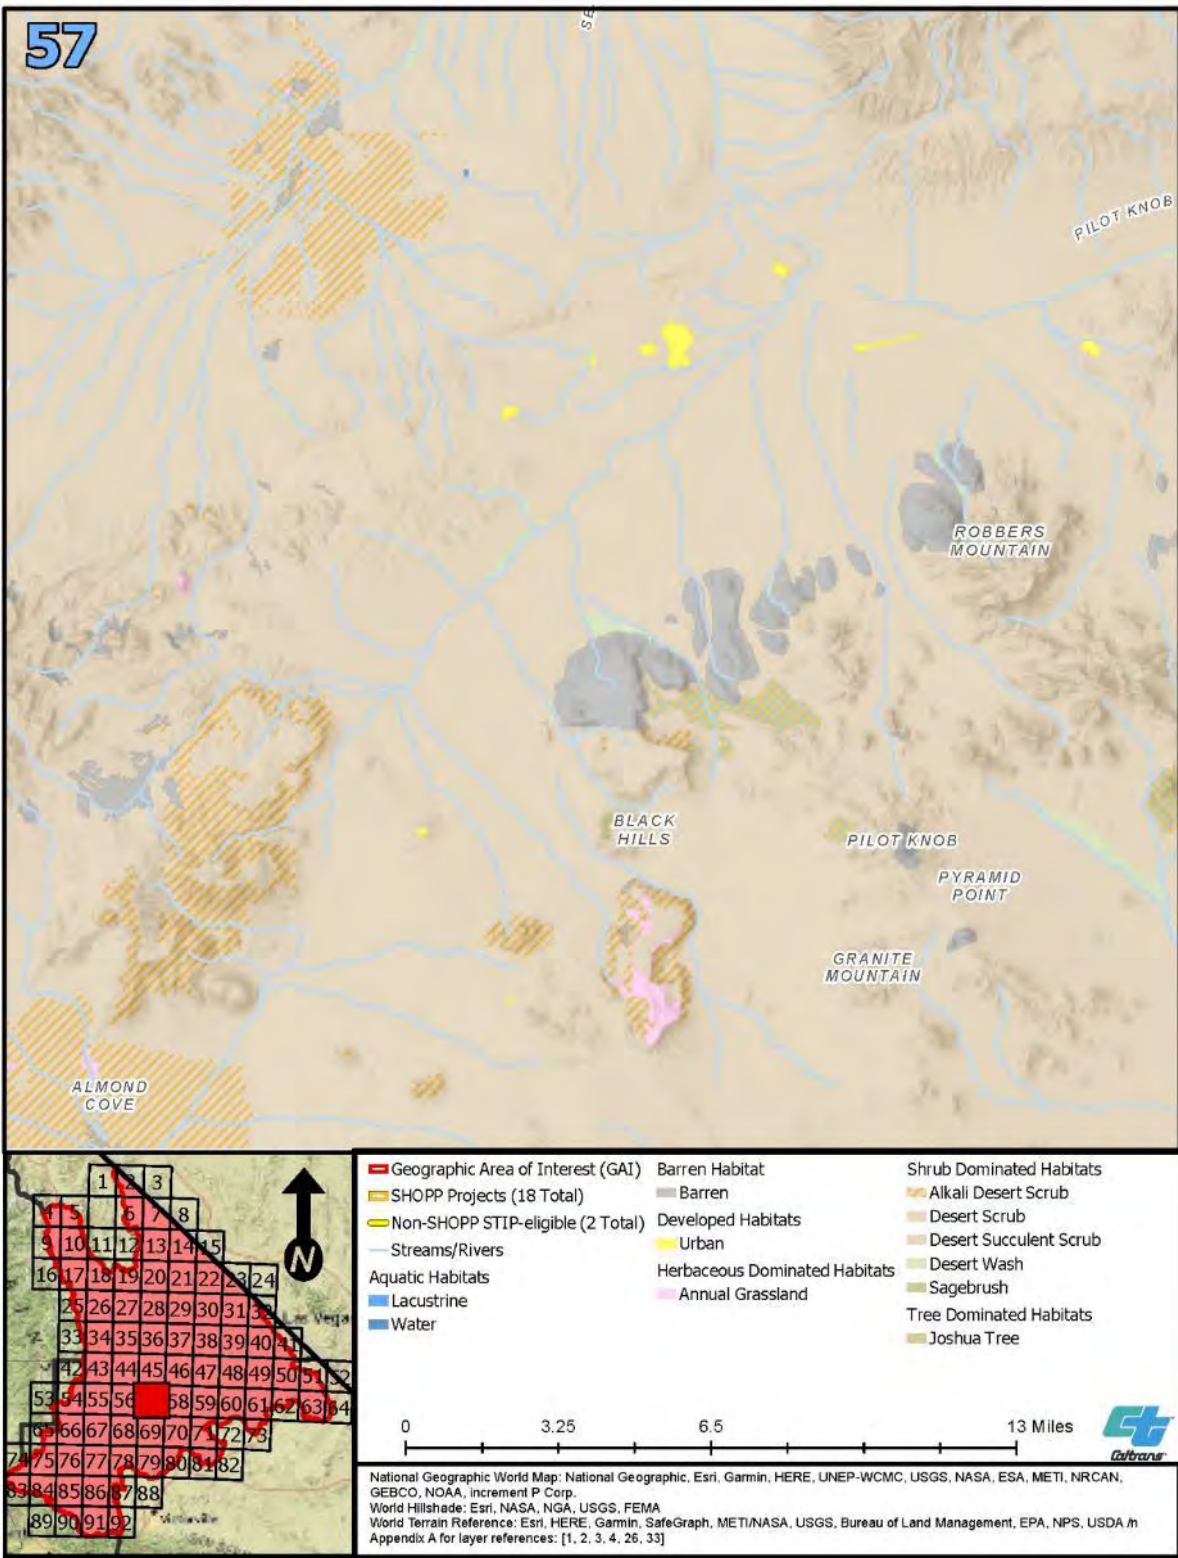 57
SE
PILOT KNOB
ROBBERS
MOUNTAIN
BLACK
HILLS
PILOT KNOB
PYRAMID
POINT
GRANITE
MOUNTAIN
ALMOND
COVE
1 2 3
4 5 6 7 8
9 10 11 12 13 14 15
16 17 18 19 20 21 22 23 24
25 26 27 28 29 30 31 32
Las Vega
33 34 35 36 37 38 39 40 41
42 43 44 45 46 47 48 49 50 51 52
53 54 55 56 58 59 60 61 62 63 64
65 66 67 68 69 70 71 72 73
74 75 76 77 78 79 80 81 82
83 84 85 86 87 88
89 90 91 92
Victorville
N
Geographic Area of Interest (GAI)
SHOPP Projects (18 Total)
Non-SHOPP STIP-eligible (2 Total)
Streams/Rivers
Aquatic Habitats
Lacustrine
Water
Barren Habitat
Barren
Developed Habitats
Urban
Herbaceous Dominated Habitats
Annual Grassland
Shrub Dominated Habitats
Alkali Desert Scrub
Desert Scrub
Desert Succulent Scrub
Desert Wash
Sagebrush
Tree Dominated Habitats
Joshua Tree
0 3.25 6.5 13 Miles
ct
Caltrans
National Geographic World Map: National Geographic, Esri, Garmin, HERE, UNEP-WCMC, USGS, NASA, ESA, METI, NRCAN,
GEBCO, NOAA, increment P Corp.
World Hillshade: Esri, NASA, NGA, USGS, FEMA
World Terrain Reference: Esri, HERE, Garmin, SafeGraph, METI/NASA, USGS, Bureau of Land Management, EPA, NPS, USDA /n
Appendix A for layer references: [1, 2, 3, 4, 26, 33]